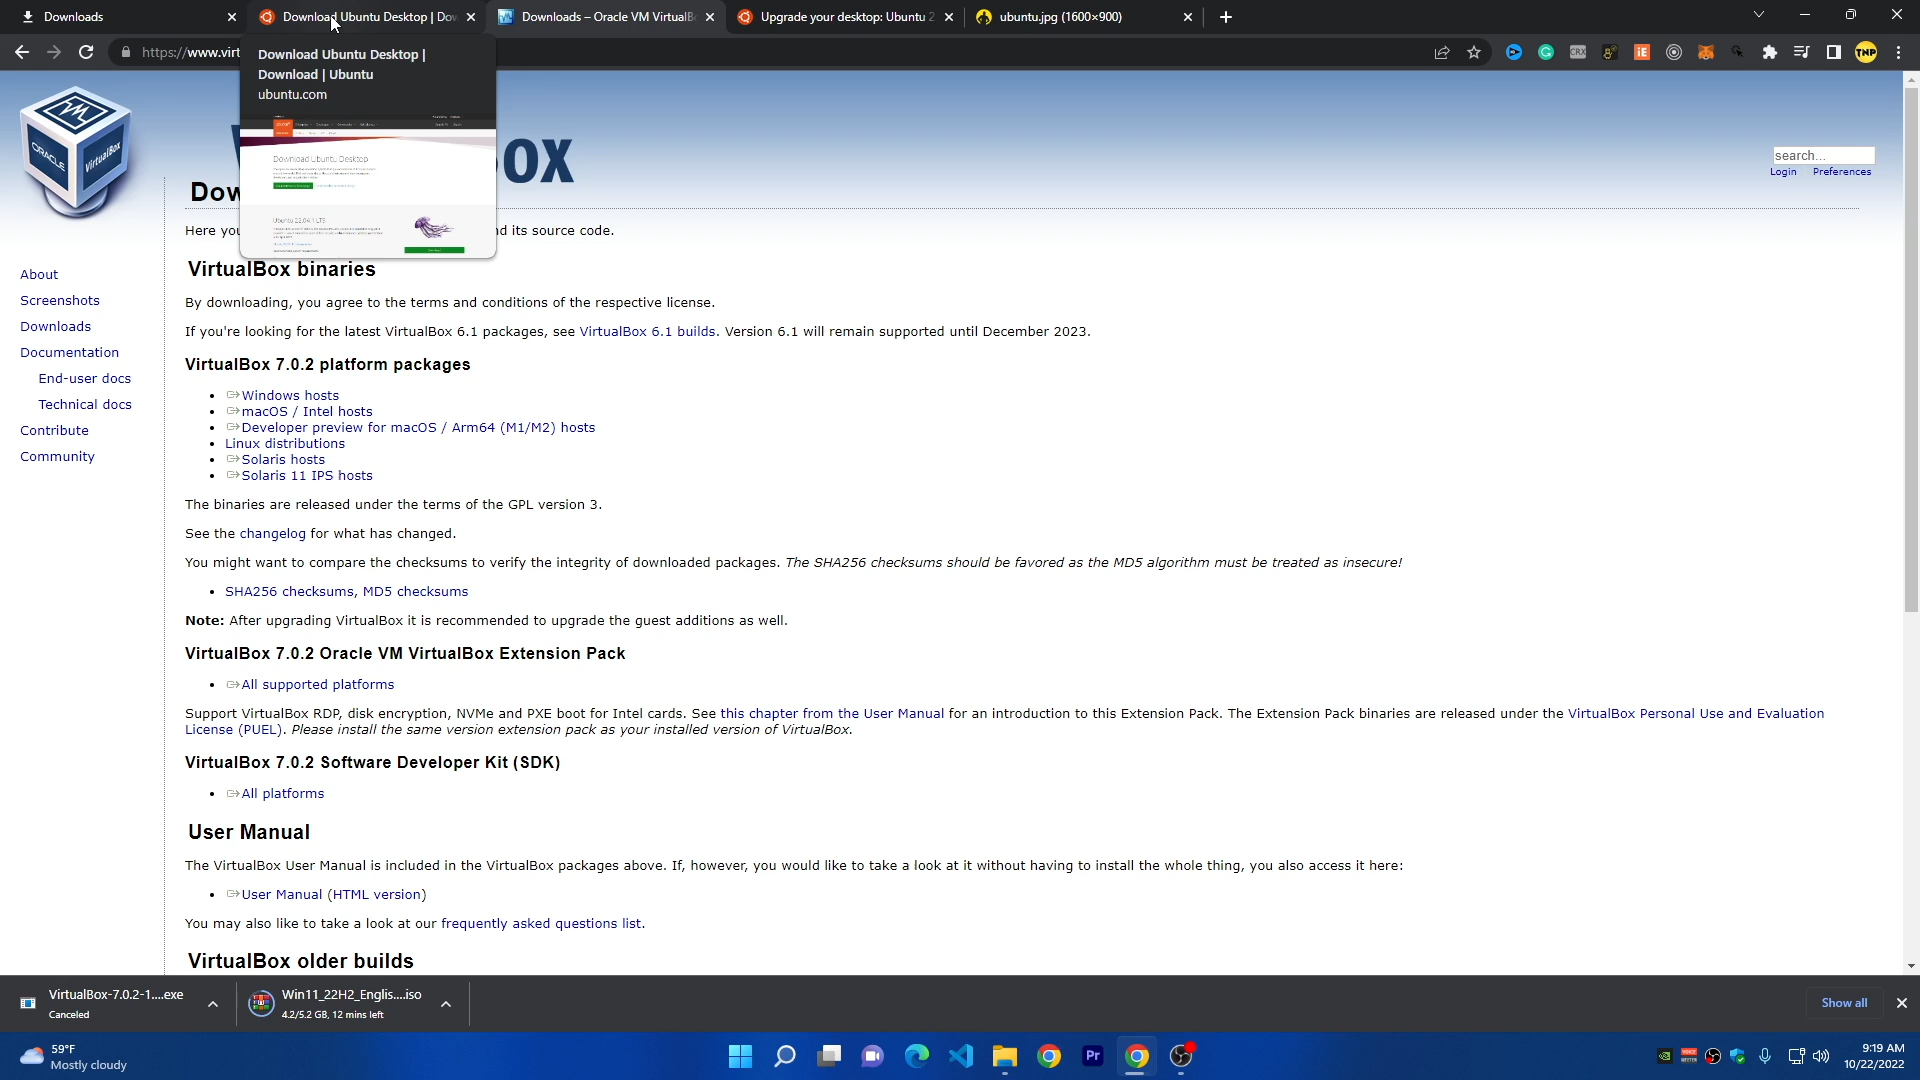 Downloads
Download Ubuntu Desktop | Dow
Downloads – Oracle VM VirtualB
Upgrade your desktop: Ubuntu 2
ubuntu.jpg (1600×900)
https://www.virt
CRX
iE
TNP
Download Ubuntu Desktop |
Download | Ubuntu
ubuntu.com
Download Ubuntu Desktop
Ubuntu 22.04.1 LTS
ORACLE
VirtualBox
ox
search...
Login Preferences
Dow
Here you
nd its source code.
About
Screenshots
Downloads
Documentation
End-user docs
Technical docs
Contribute
Community
VirtualBox binaries
By downloading, you agree to the terms and conditions of the respective license.
If you're looking for the latest VirtualBox 6.1 packages, see VirtualBox 6.1 builds. Version 6.1 will remain supported until December 2023.
VirtualBox 7.0.2 platform packages
Windows hosts
macOS / Intel hosts
Developer preview for macOS / Arm64 (M1/M2) hosts
Linux distributions
Solaris hosts
Solaris 11 IPS hosts
The binaries are released under the terms of the GPL version 3.
See the changelog for what has changed.
You might want to compare the checksums to verify the integrity of downloaded packages. The SHA256 checksums should be favored as the MD5 algorithm must be treated as insecure!
SHA256 checksums, MD5 checksums
Note: After upgrading VirtualBox it is recommended to upgrade the guest additions as well.
VirtualBox 7.0.2 Oracle VM VirtualBox Extension Pack
All supported platforms
Support VirtualBox RDP, disk encryption, NVMe and PXE boot for Intel cards. See this chapter from the User Manual for an introduction to this Extension Pack. The Extension Pack binaries are released under the VirtualBox Personal Use and Evaluation
License (PUEL). Please install the same version extension pack as your installed version of VirtualBox.
VirtualBox 7.0.2 Software Developer Kit (SDK)
All platforms
User Manual
The VirtualBox User Manual is included in the VirtualBox packages above. If, however, you would like to take a look at it without having to install the whole thing, you also access it here:
User Manual (HTML version)
You may also like to take a look at our frequently asked questions list.
VirtualBox older builds
VirtualBox-7.0.2-1....exe
Canceled
Win11_22H2_Englis....iso
4.2/5.2 GB, 12 mins left
Show all
59°F
Mostly cloudy
Pr
9:19 AM
10/22/2022